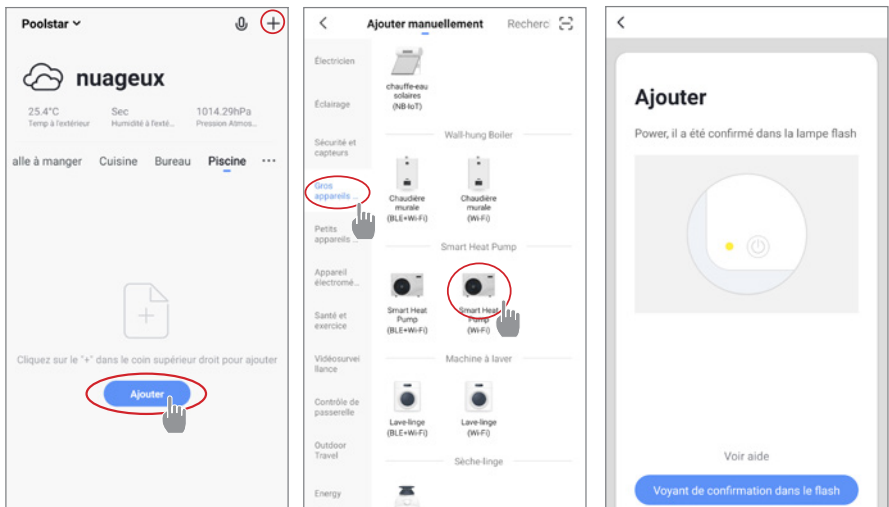 Poolstar
nuageux
25.4°C Sec 1014.29hPa
Temp à l'extérieur Humidité à l'exté... Pression Atmos...
alle à manger Cuisine Bureau Piscine ...
Cliquez sur le "+" dans le coin supérieur droit pour ajouter
Ajouter
Ajouter manuellement Recherc
Électricien
Éclairage
Sécurité et
capteurs
Gros
appareils ...
Petits
appareils ...
Appareil
électromé...
Santé et
exercice
Vidéosurvei
llance
Contrôle de
passerelle
Outdoor
Travel
Energy
chauffe-eau
solaires
(NB-IoT)
Wall-hung Boiler
Chaudière
murale
(BLE+Wi-Fi)
Chaudière
murale
(Wi-Fi)
Smart Heat Pump
Smart Heat
Pump
(BLE+Wi-Fi)
Smart Heat
Pump
(Wi-Fi)
Machine à laver
Lave-linge
(BLE+Wi-Fi)
Lave-linge
(Wi-Fi)
Sèche-linge
Ajouter
Power, il a été confirmé dans la lampe flash
Voir aide
Voyant de confirmation dans le flash